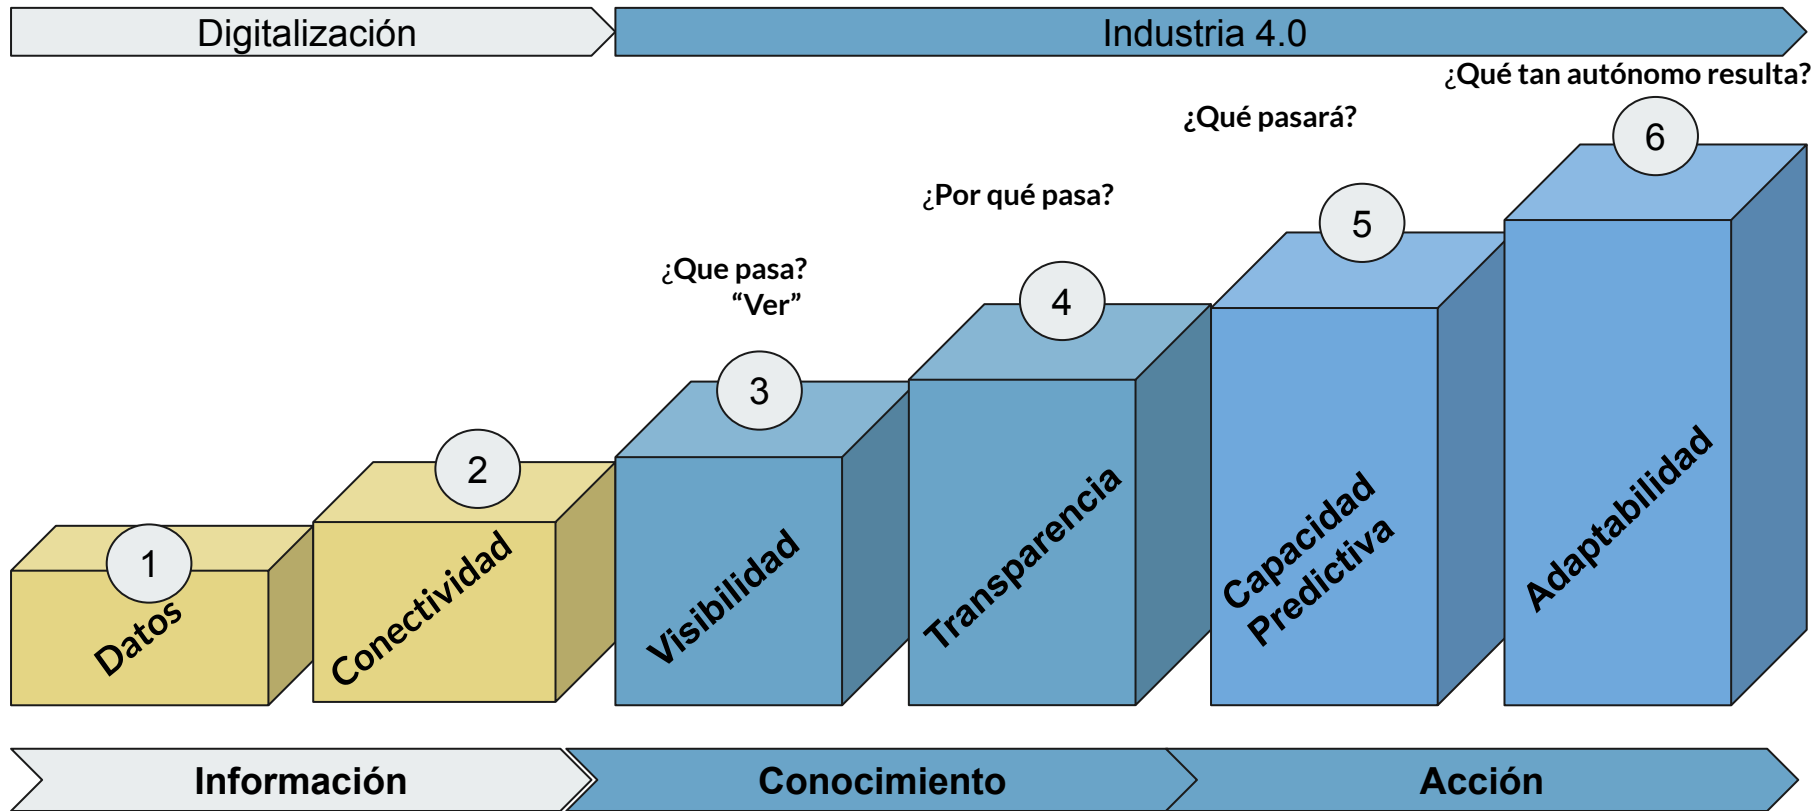 Digitalización
Industria 4.0
¿Qué tan autónomo resulta?
¿Qué pasará?
¿Por qué pasa?
¿Que pasa?
“Ver”
1
2
3
4
5
6
Datos
Conectividad
Visibilidad
Transparencia
Capacidad
Predictiva
Adaptabilidad
Información
Conocimiento
Acción